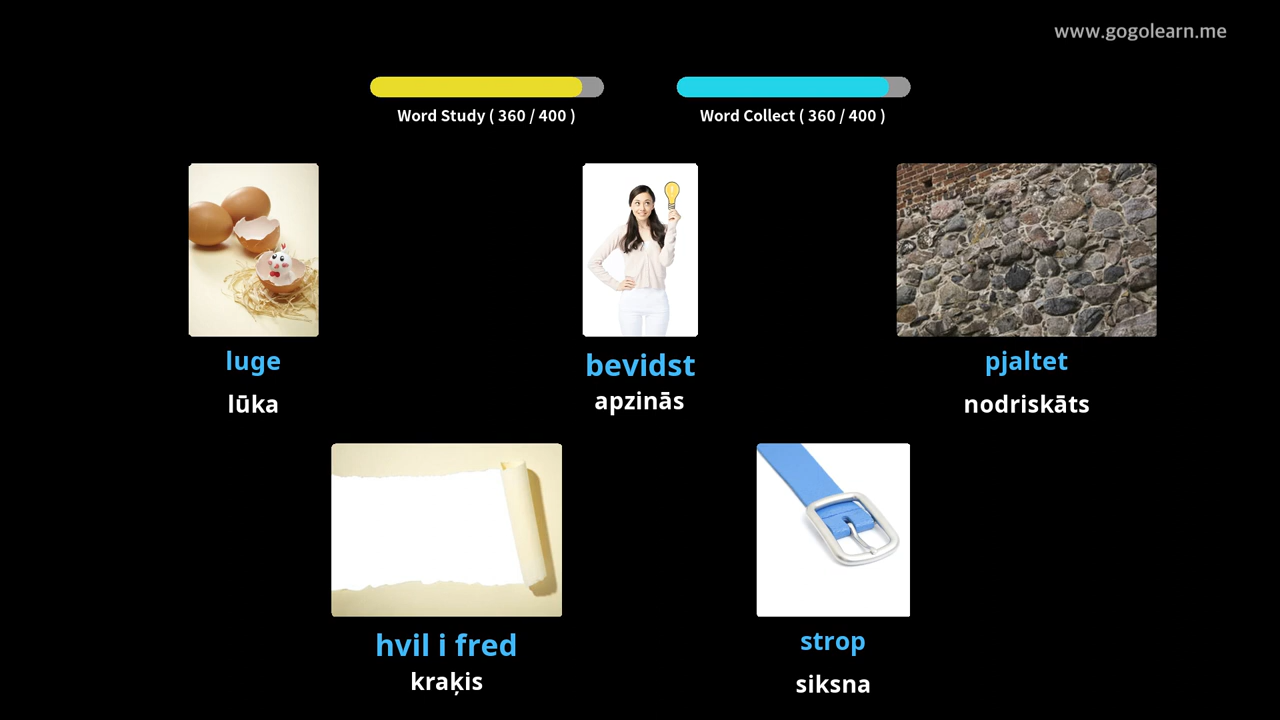 www.gogolearn.me
Word Study ( 360 / 400 )
Word Collect ( 360 / 400 )
luge
lūka
bevidst
apzinās
pjaltet
nodriskāts
hvil i fred
kraķis
strop
siksna